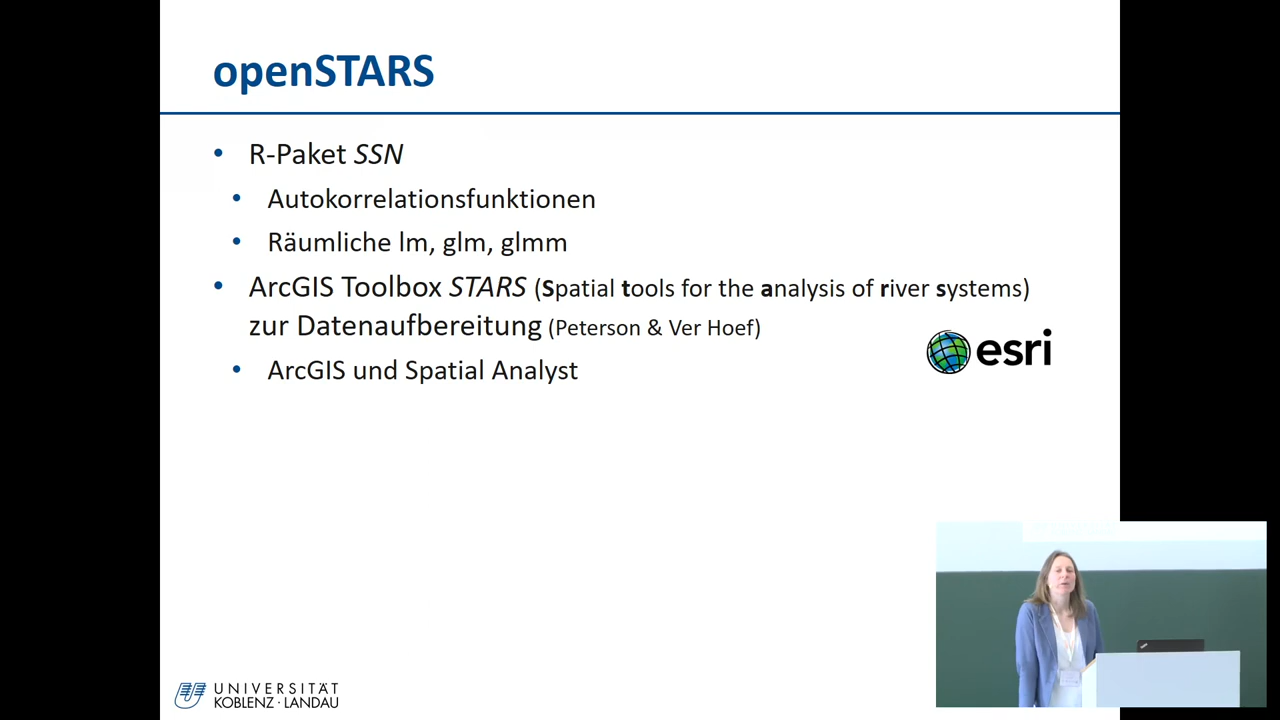 openSTARS
• R-Paket SSN
• Autokorrelationsfunktionen
• Räumliche lm, glm, glmm
• ArcGIS Toolbox STARS (Spatial tools for the analysis of river systems)
zur Datenaufbereitung (Peterson & Ver Hoef)
esri
• ArcGIS und Spatial Analyst
UNIVERSITÄT
KOBLENZ · LANDAU